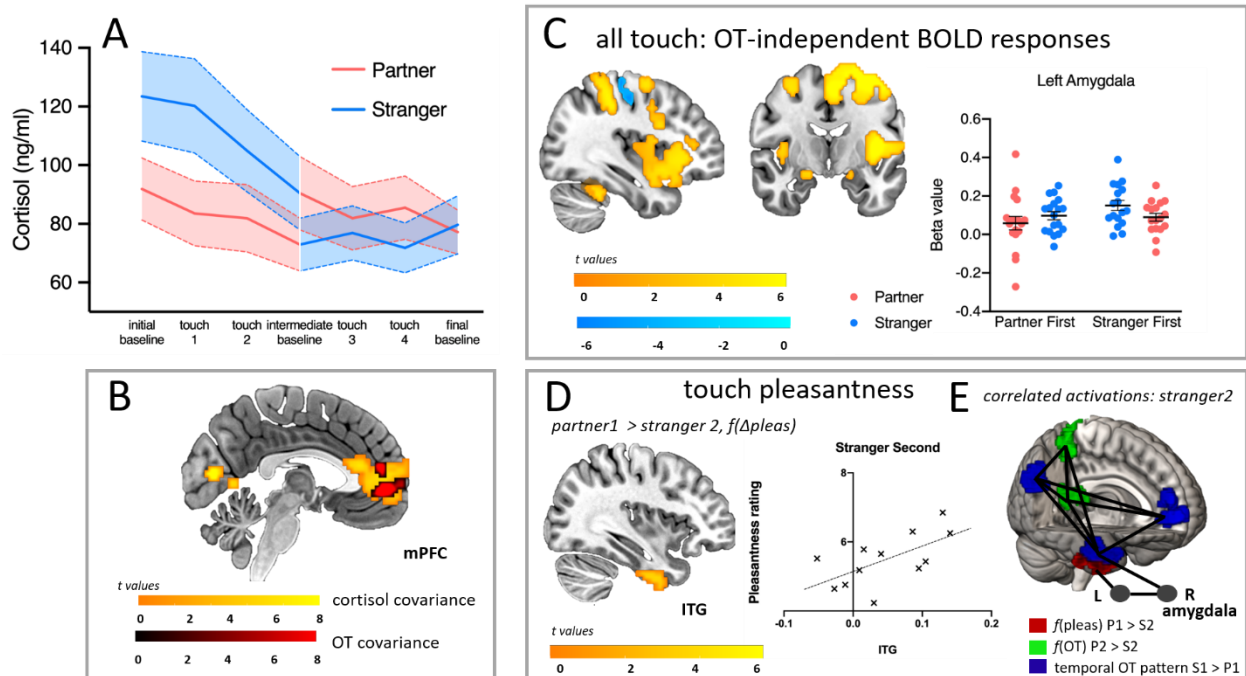 A
140
120
100
80
60
Cortisol (ng/ml)
Partner
Stranger
initial baseline
touch 1
touch 2
intermediate baseline
touch 3
touch 4
final baseline
B
mPFC
t values
0 2 4 6 8
cortisol covariance
0 2 4 6 8
OT covariance
C
all touch: OT-independent BOLD responses
t values
0 2 4 6
-6 -4 -2 0
Partner
Stranger
Left Amygdala
0.6
0.4
0.2
0.0
-0.2
-0.4
Beta value
Partner First Stranger First
touch pleasantness
D
partner1 > stranger 2, f(Δpleas)
ITG
t values
0 2 4 6
Stranger Second
8
6
4
Pleasantness rating
-0.1 0.0 0.1 0.2
ITG
E
correlated activations: stranger2
L R
amygdala
f(pleas) P1 > S2
f(OT) P2 > S2
temporal OT pattern S1 > P1